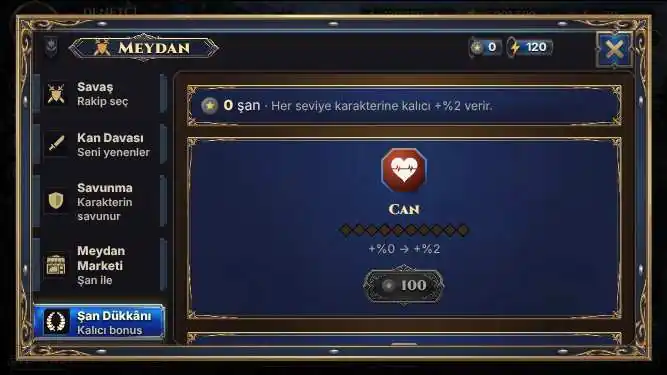 MEYDAN
0
120
Savaş
Rakip seç
Kan Davası
Seni yenenler
Savunma
Karakterin
savunur
Meydan
Marketi
Şan ile
Şan Dükkânı
Kalıcı bonus
0 şan · Her seviye karakterine kalıcı +%2 verir.
CAN
+%0 → +%2
100